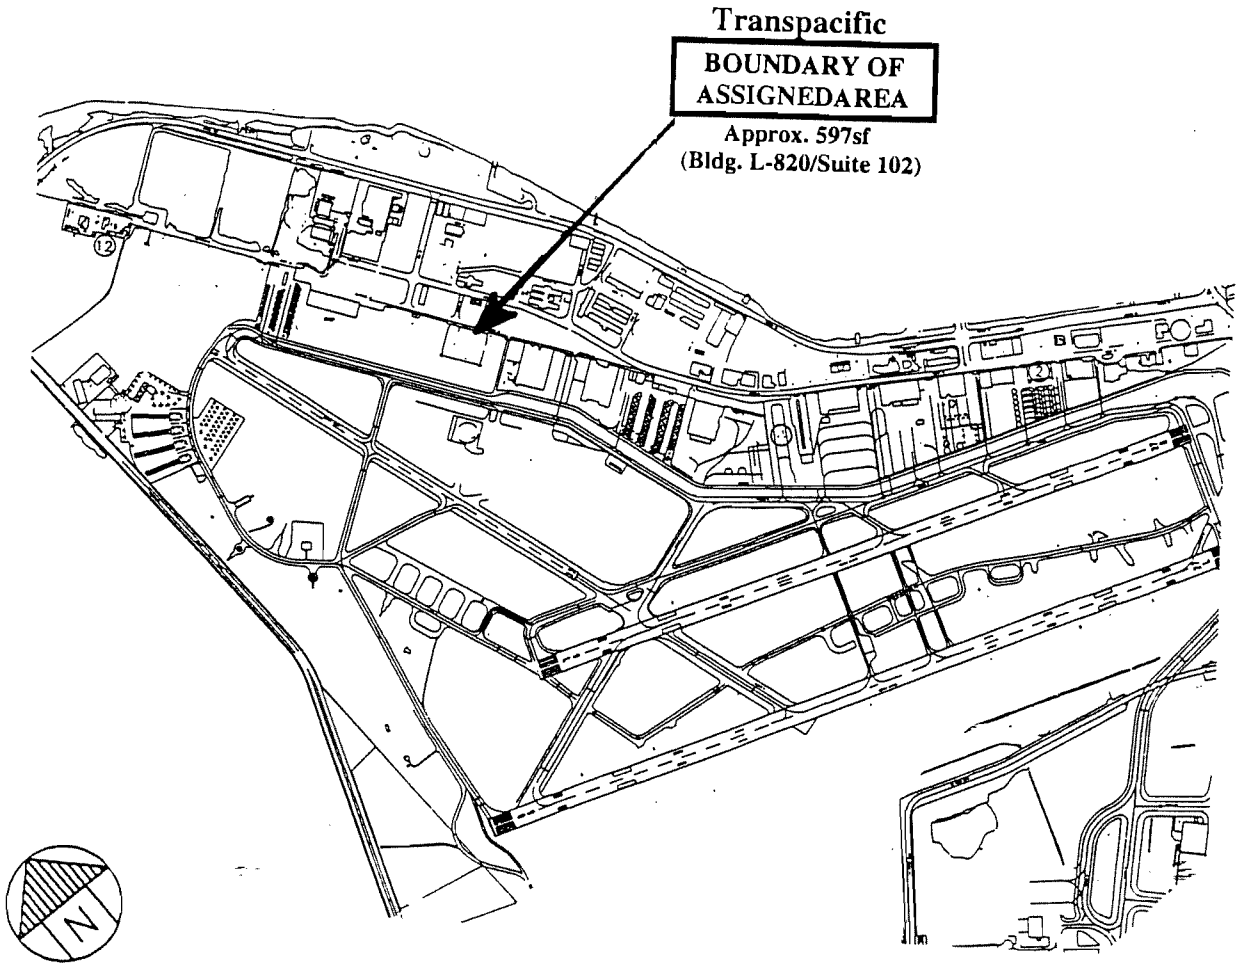 Transpacific
BOUNDARY OF
ASSIGNEDAREA
Approx. 597sf
(Bldg. L-820/Suite 102)
12
2
N